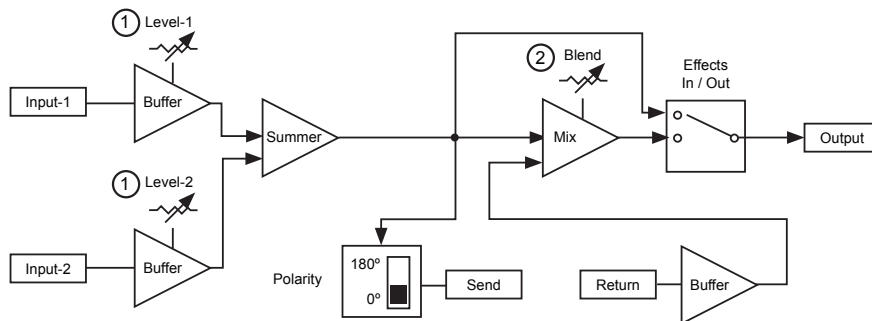 1 Level-1
Input-1
Buffer
Summer
1 Level-2
Input-2
Buffer
2 Blend
Mix
Effects
In / Out
Output
Polarity
180º
0º
Send
Return
Buffer